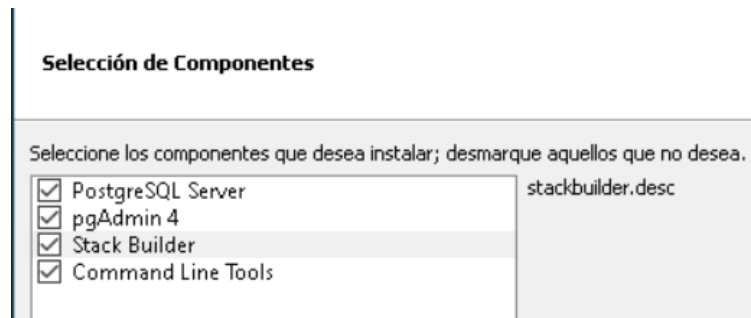 Selección de Componentes
Seleccione los componentes que desea instalar; desmarque aquellos que no desea.
PostgreSQL Server
stackbuilder.desc
pgAdmin 4
Stack Builder
Command Line Tools